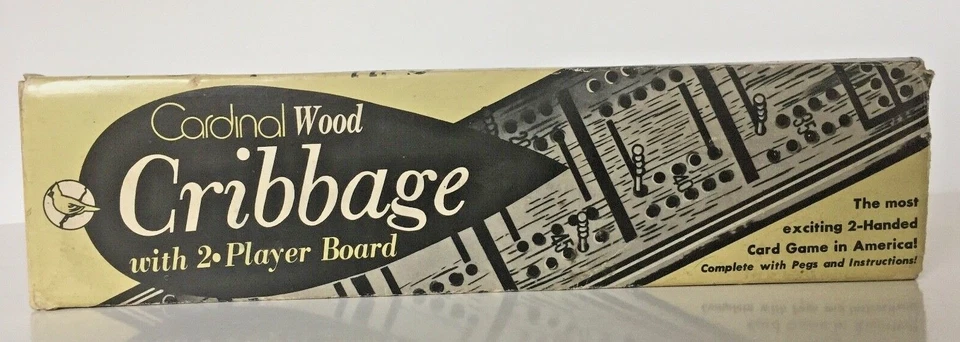 Cardinal Wood
Cribbage
with 2•Player Board
The most
exciting 2-Handed
Card Game in America!
Complete with Pegs and Instructions!